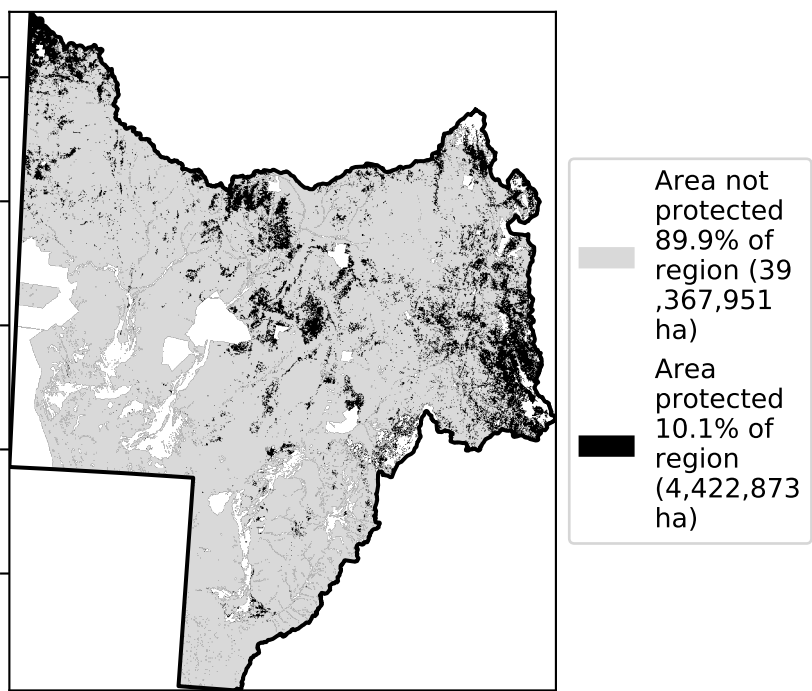 Area not
protected
89.9% of
region (39
,367,951
ha)
Area
protected
10.1% of
region
(4,422,873
ha)